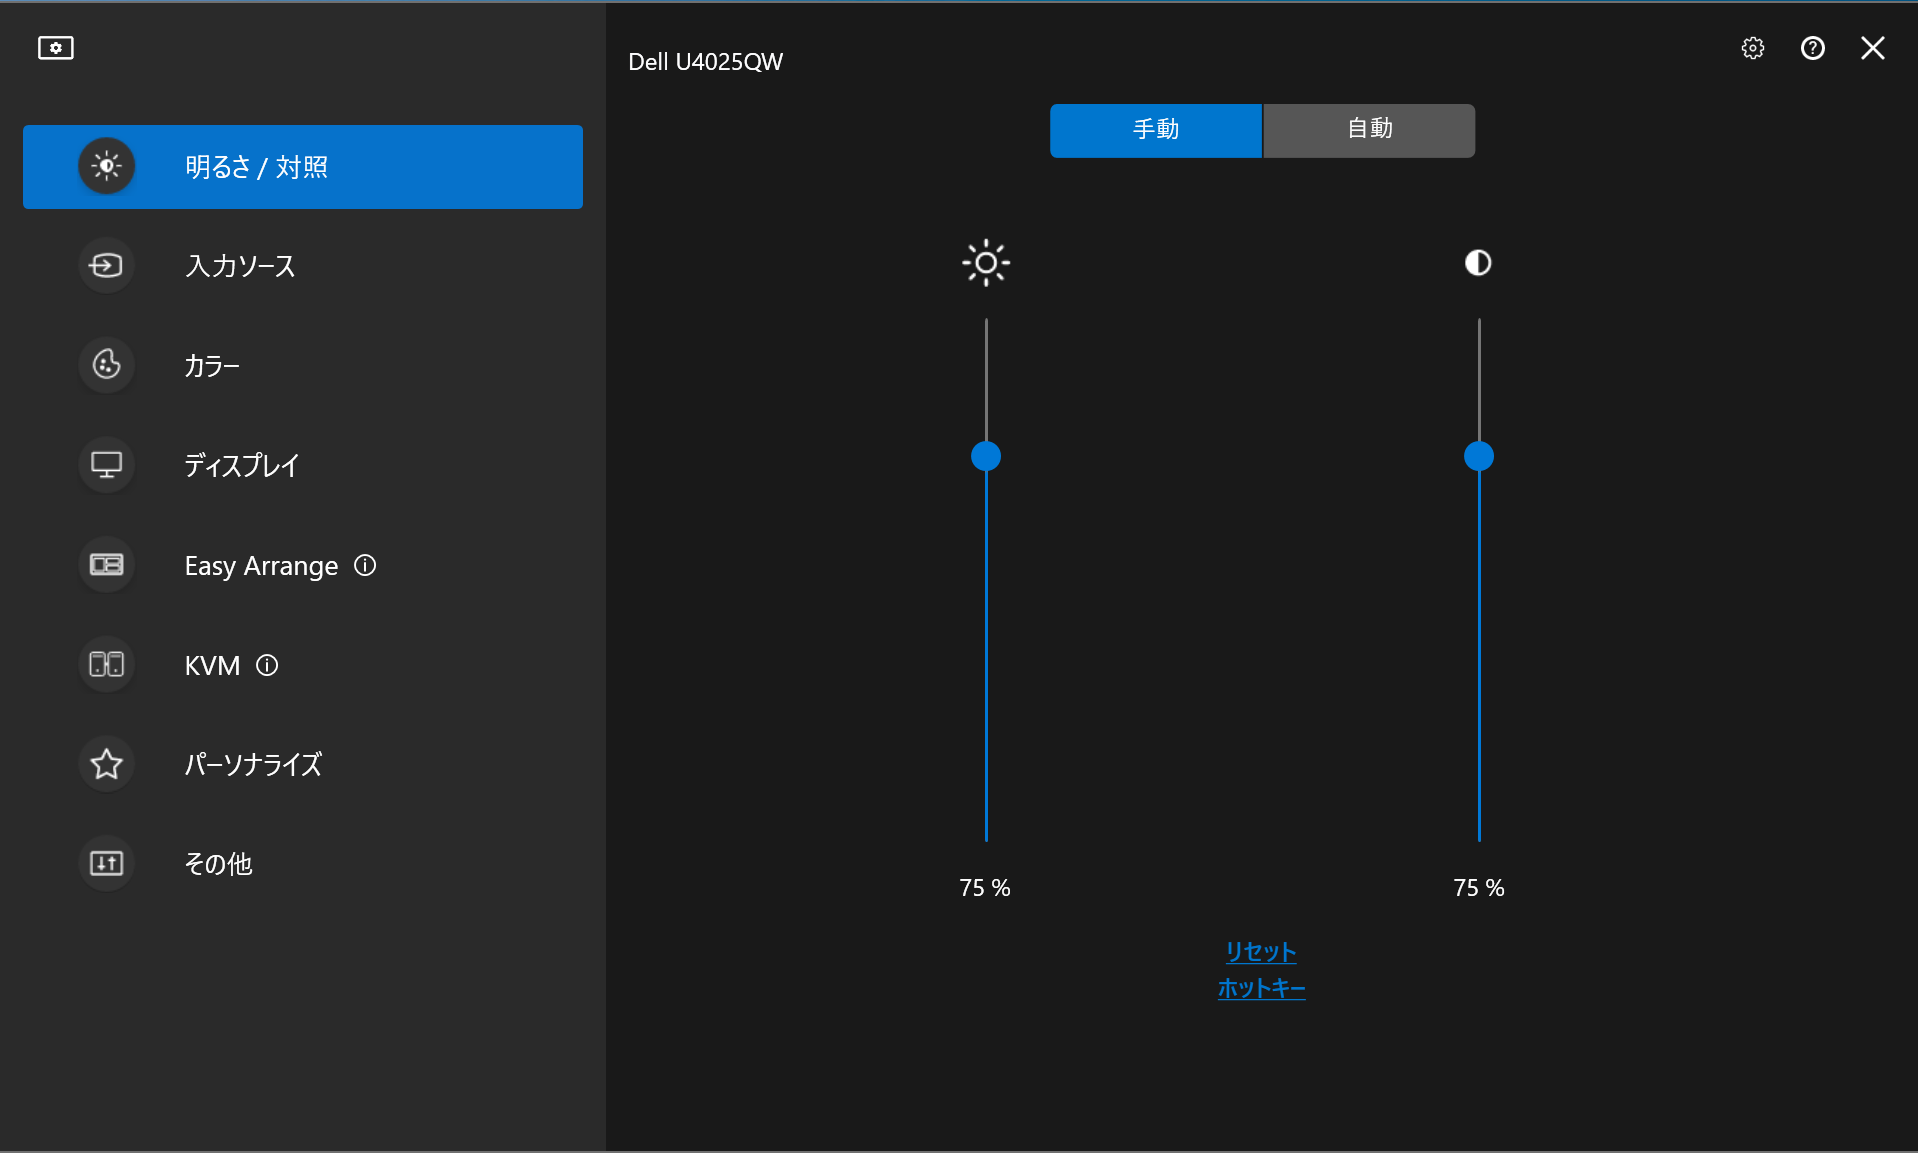 Dell U4025QW
手動
自動
明るさ / 対照
入力ソース
カラー
ディスプレイ
Easy Arrange
KVM
パーソナライズ
その他
75 %
75 %
リセット
ホットキー